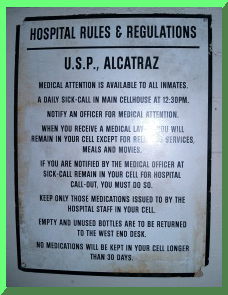 HOSPITAL RULES & REGULATIONS
U.S.P., ALCATRAZ
MEDICAL ATTENTION IS AVAILABLE TO ALL INMATES.
A DAILY SICK-CALL IN MAIN CELLHOUSE AT 12:30PM.
NOTIFY AN OFFICER FOR MEDICAL ATTENTION.
WHEN YOU RECEIVE A MEDICAL YOU WILL
REMAIN IN YOUR CELL EXCEPT FOR SERVICES,
MEALS AND MOVIES.
IF YOU ARE NOTIFIED BY THE MEDICAL OFFICER AT
SICK-CALL REMAIN IN YOUR CELL FOR HOSPITAL
CALL-OUT, YOU MUST DO SO.
KEEP ONLY THOSE MEDICATIONS ISSUED TO BY THE
HOSPITAL STAFF IN YOUR CELL.
EMPTY AND UNUSED BOTTLES ARE TO BE RETURNED
TO THE WEST END DESK.
NO MEDICATIONS WILL BE KEPT IN YOUR CELL LONGER
THAN 30 DAYS.